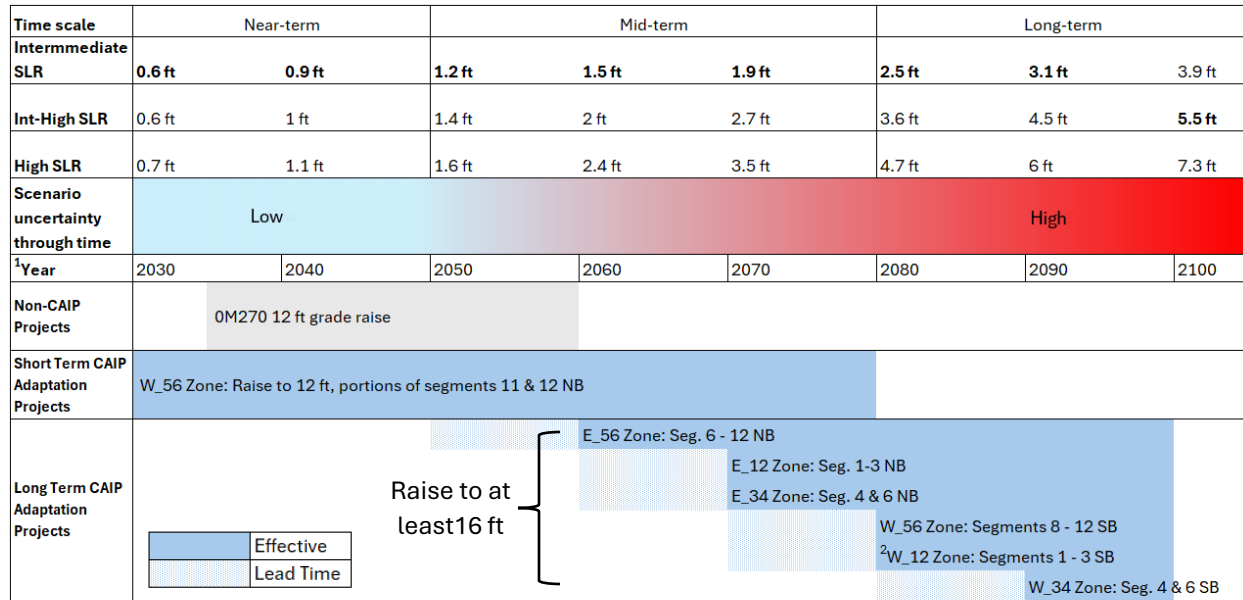 Time scale Near-term Mid-term Long-term
Intermmediate
SLR 0.6 ft 0.9 ft 1.2 ft 1.5 ft 1.9 ft 2.5 ft 3.1 ft 3.9 ft
Int-High SLR 0.6 ft 1 ft 1.4 ft 2 ft 2.7 ft 3.6 ft 4.5 ft 5.5 ft
High SLR 0.7 ft 1.1 ft 1.6 ft 2.4 ft 3.5 ft 4.7 ft 6 ft 7.3 ft
Scenario
uncertainty
through time
Low High
¹Year 2030 2040 2050 2060 2070 2080 2090 2100
Non-CAIP
Projects
0M270 12 ft grade raise
Short Term CAIP
Adaptation
Projects
W_56 Zone: Raise to 12 ft, portions of segments 11 & 12 NB
Long Term CAIP
Adaptation
Projects
Raise to at
least16 ft
E_56 Zone: Seg. 6 - 12 NB
E_12 Zone: Seg. 1-3 NB
E_34 Zone: Seg. 4 & 6 NB
W_56 Zone: Segments 8 - 12 SB
²W_12 Zone: Segments 1 - 3 SB
W_34 Zone: Seg. 4 & 6 SB
Effective
Lead Time